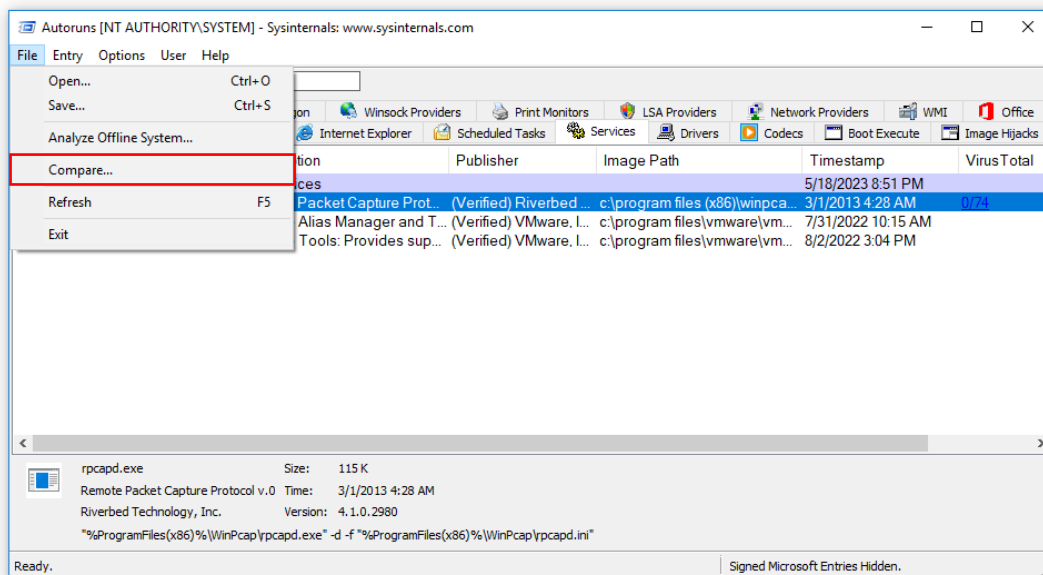 Autoruns [NT AUTHORITY\SYSTEM] - Sysinternals: www.sysinternals.com
File Entry Options User Help
Open... Ctrl+O
Save... Ctrl+S
Analyze Offline System...
Compare...
Refresh F5
Exit
gon Winsock Providers Print Monitors LSA Providers Network Providers WMI Office
Internet Explorer Scheduled Tasks Services Drivers Codecs Boot Execute Image Hijacks
tion Publisher Image Path Timestamp VirusTotal
ices 5/18/2023 8:51 PM
Packet Capture Prot... (Verified) Riverbed ... c:\program files (x86)\winpca... 3/1/2013 4:28 AM 0/74
Alias Manager and T... (Verified) VMware, I... c:\program files\vmware\vm... 7/31/2022 10:15 AM
Tools: Provides sup... (Verified) VMware, I... c:\program files\vmware\vm... 8/2/2022 3:04 PM
rpcapd.exe Size: 115 K
Remote Packet Capture Protocol v.0 Time: 3/1/2013 4:28 AM
Riverbed Technology, Inc. Version: 4.1.0.2980
"%ProgramFiles(x86)%\WinPcap\rpcapd.exe" -d -f "%ProgramFiles(x86)%\WinPcap\rpcapd.ini"
Ready. Signed Microsoft Entries Hidden.